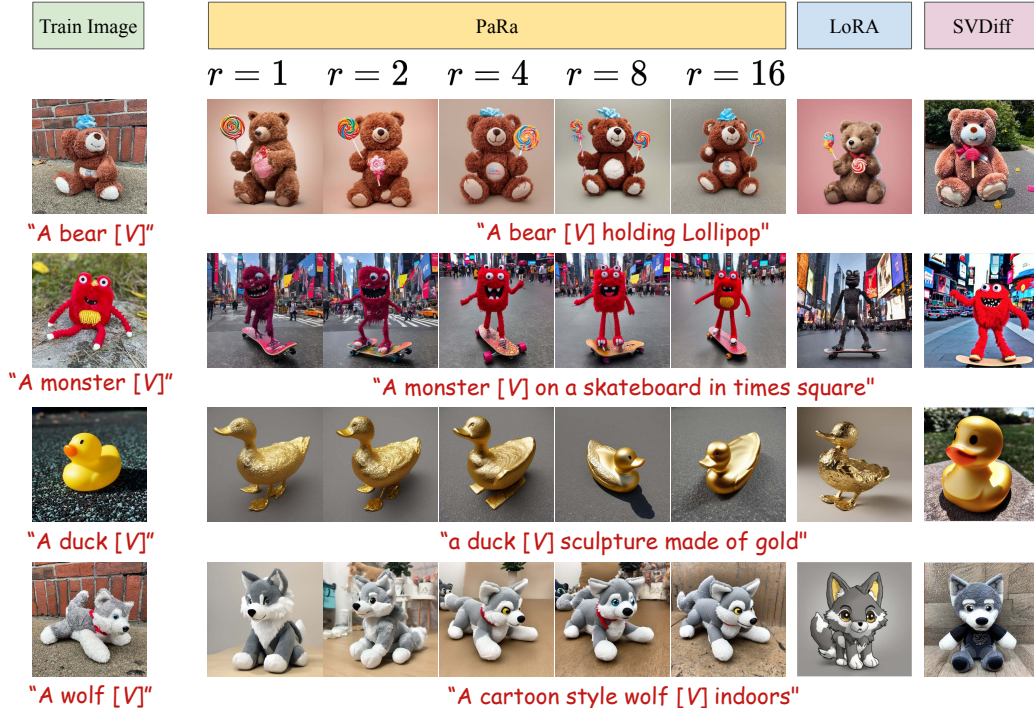 Train Image
PaRa
LoRA
SVDiff
r = 1
r = 2
r = 4
r = 8
r = 16
“A bear [V]”
“A bear [V] holding Lollipop"
“A monster [V]”
“A monster [V] on a skateboard in times square"
“A duck [V]”
“a duck [V] sculpture made of gold"
“A wolf [V]”
“A cartoon style wolf [V] indoors"